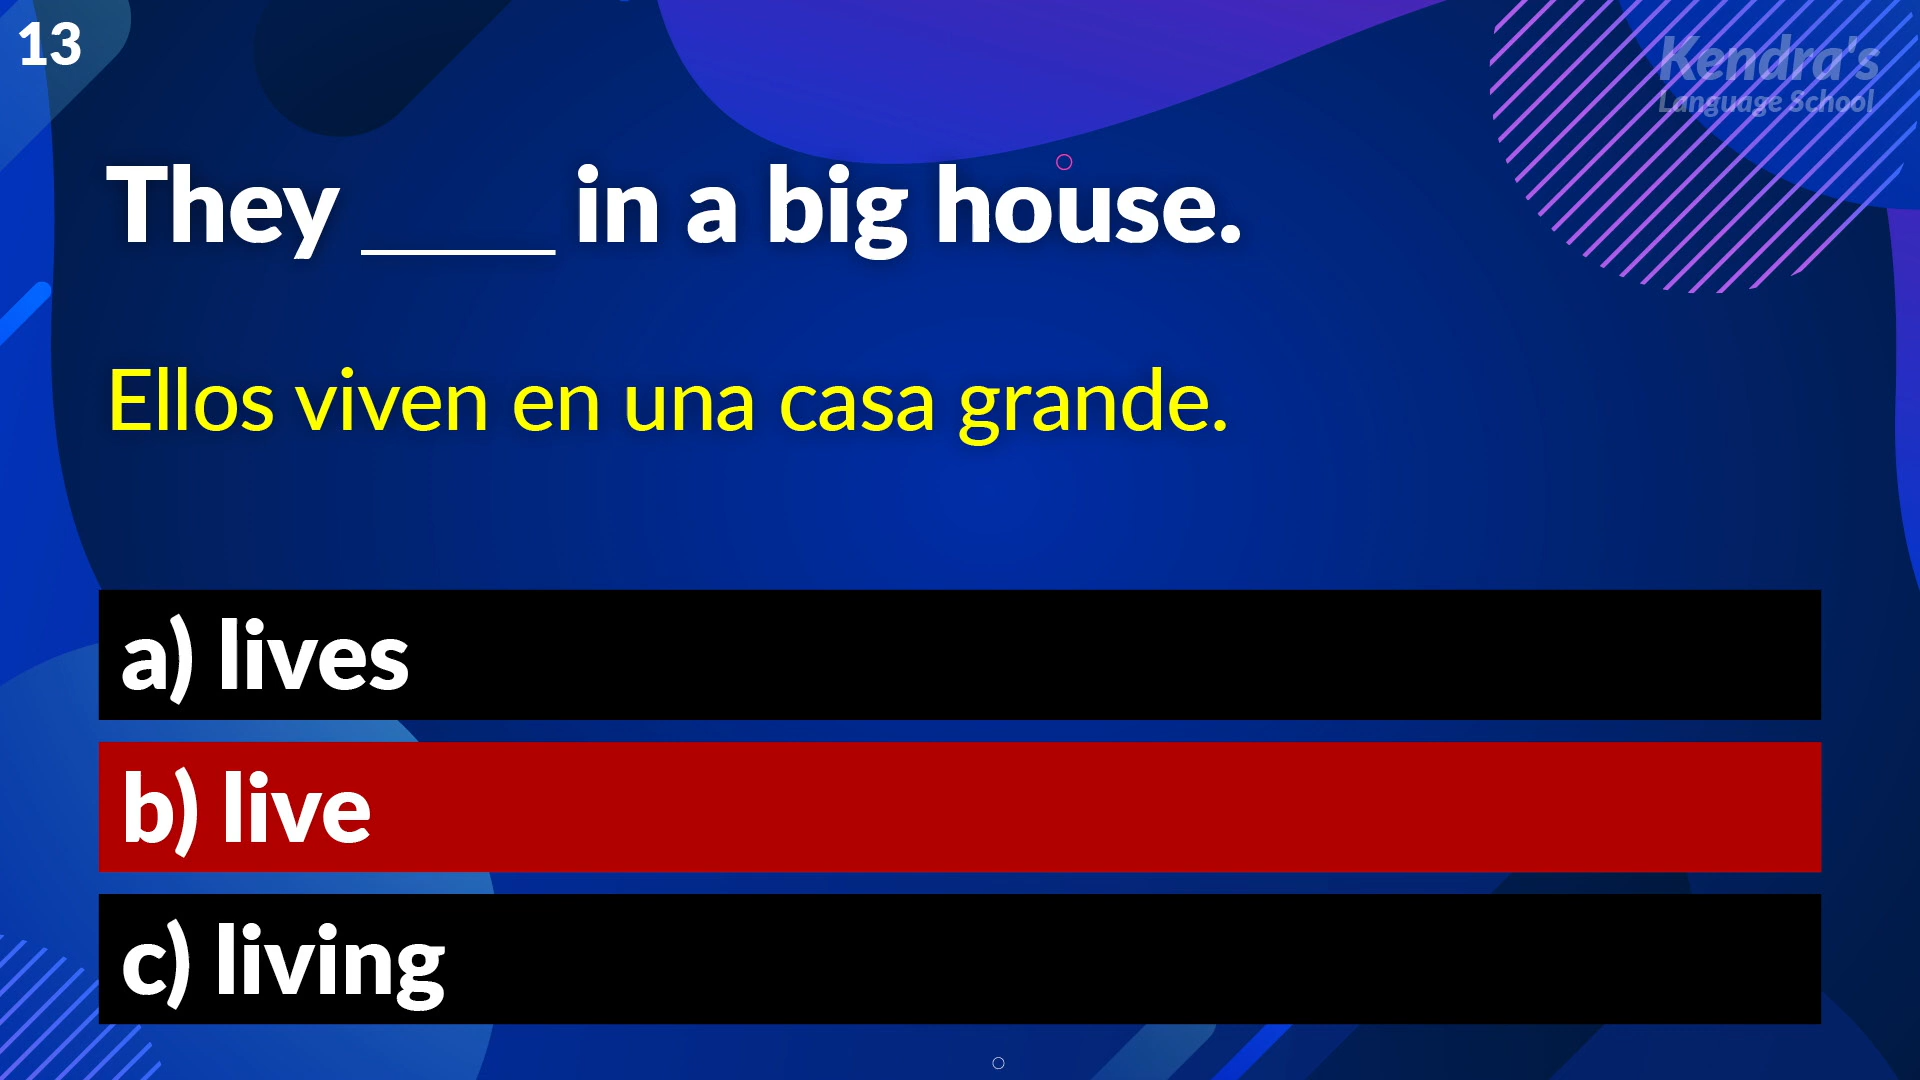 13
Kendra's
Language School
They ____ in a big house.
Ellos viven en una casa grande.
a) lives
b) live
c) living